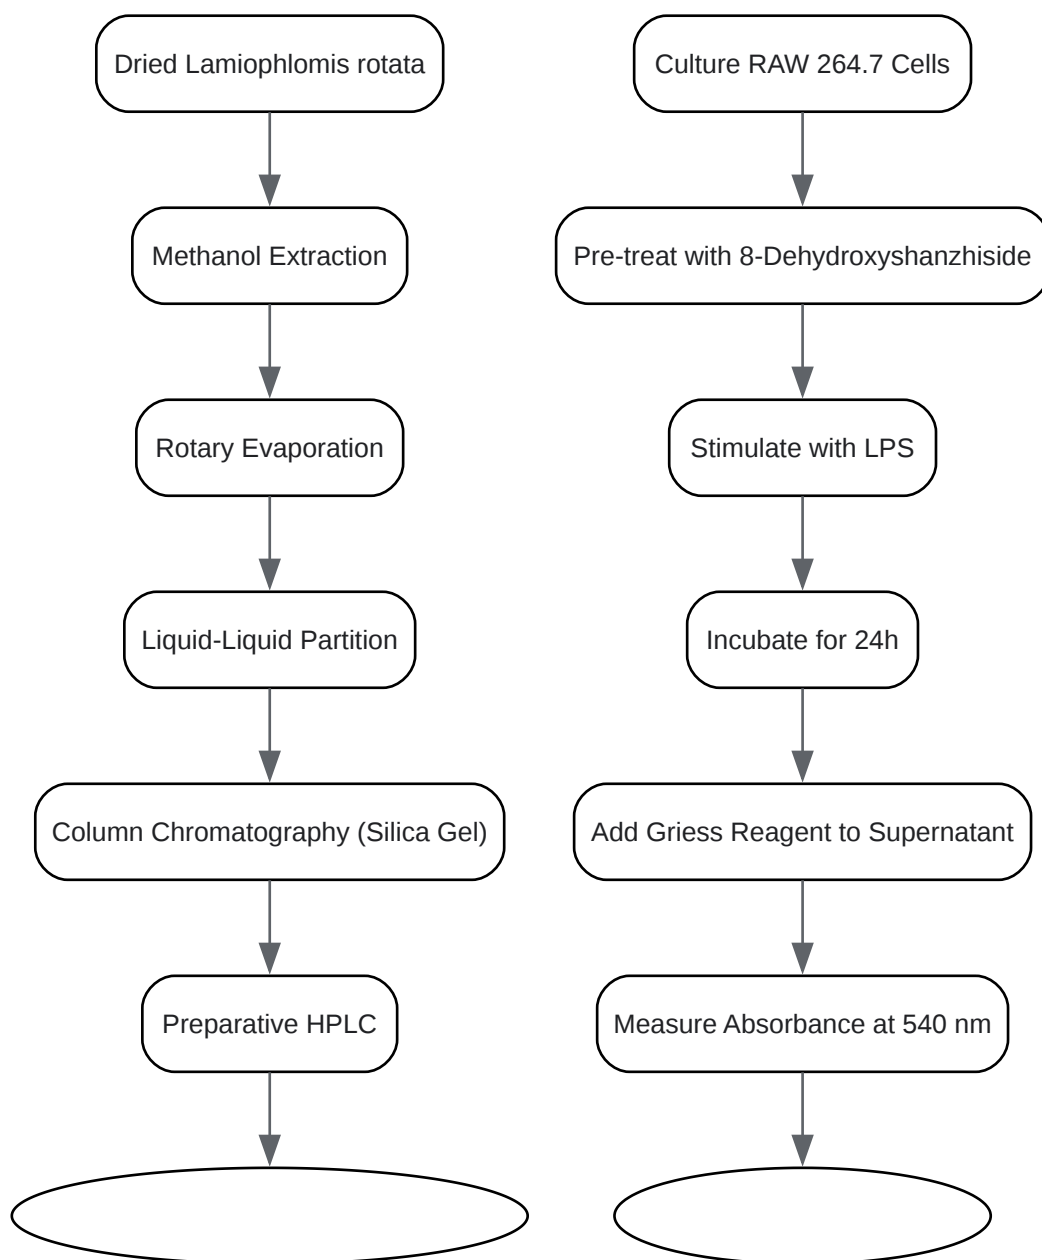 Dried Lamiophlomis rotata
Methanol Extraction
Rotary Evaporation
Liquid-Liquid Partition
Column Chromatography (Silica Gel)
Preparative HPLC
Culture RAW 264.7 Cells
Pre-treat with 8-Dehydroxyshanzhiside
Stimulate with LPS
Incubate for 24h
Add Griess Reagent to Supernatant
Measure Absorbance at 540 nm